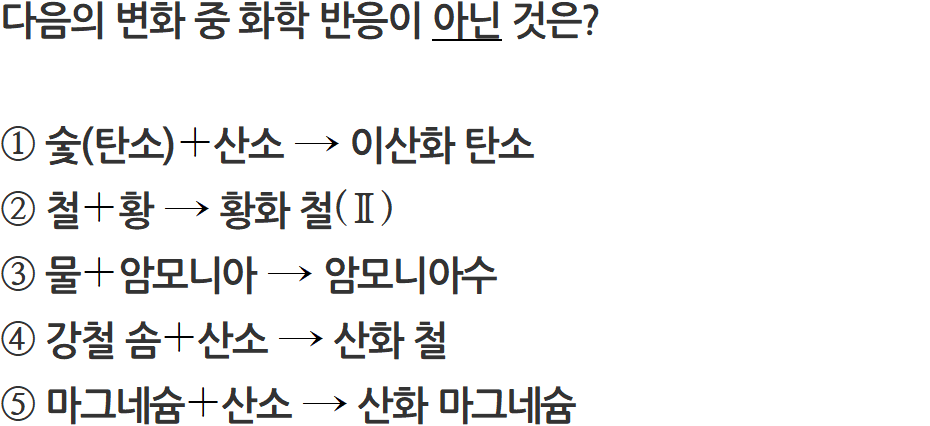 다음의 변화 중 화학 반응이 아닌 것은?
① 숯(탄소)+산소 → 이산화 탄소
② 철+황 → 황화 철(Ⅱ)
③ 물+암모니아 → 암모니아수
④ 강철 솜+산소 → 산화 철
⑤ 마그네슘+산소 → 산화 마그네슘